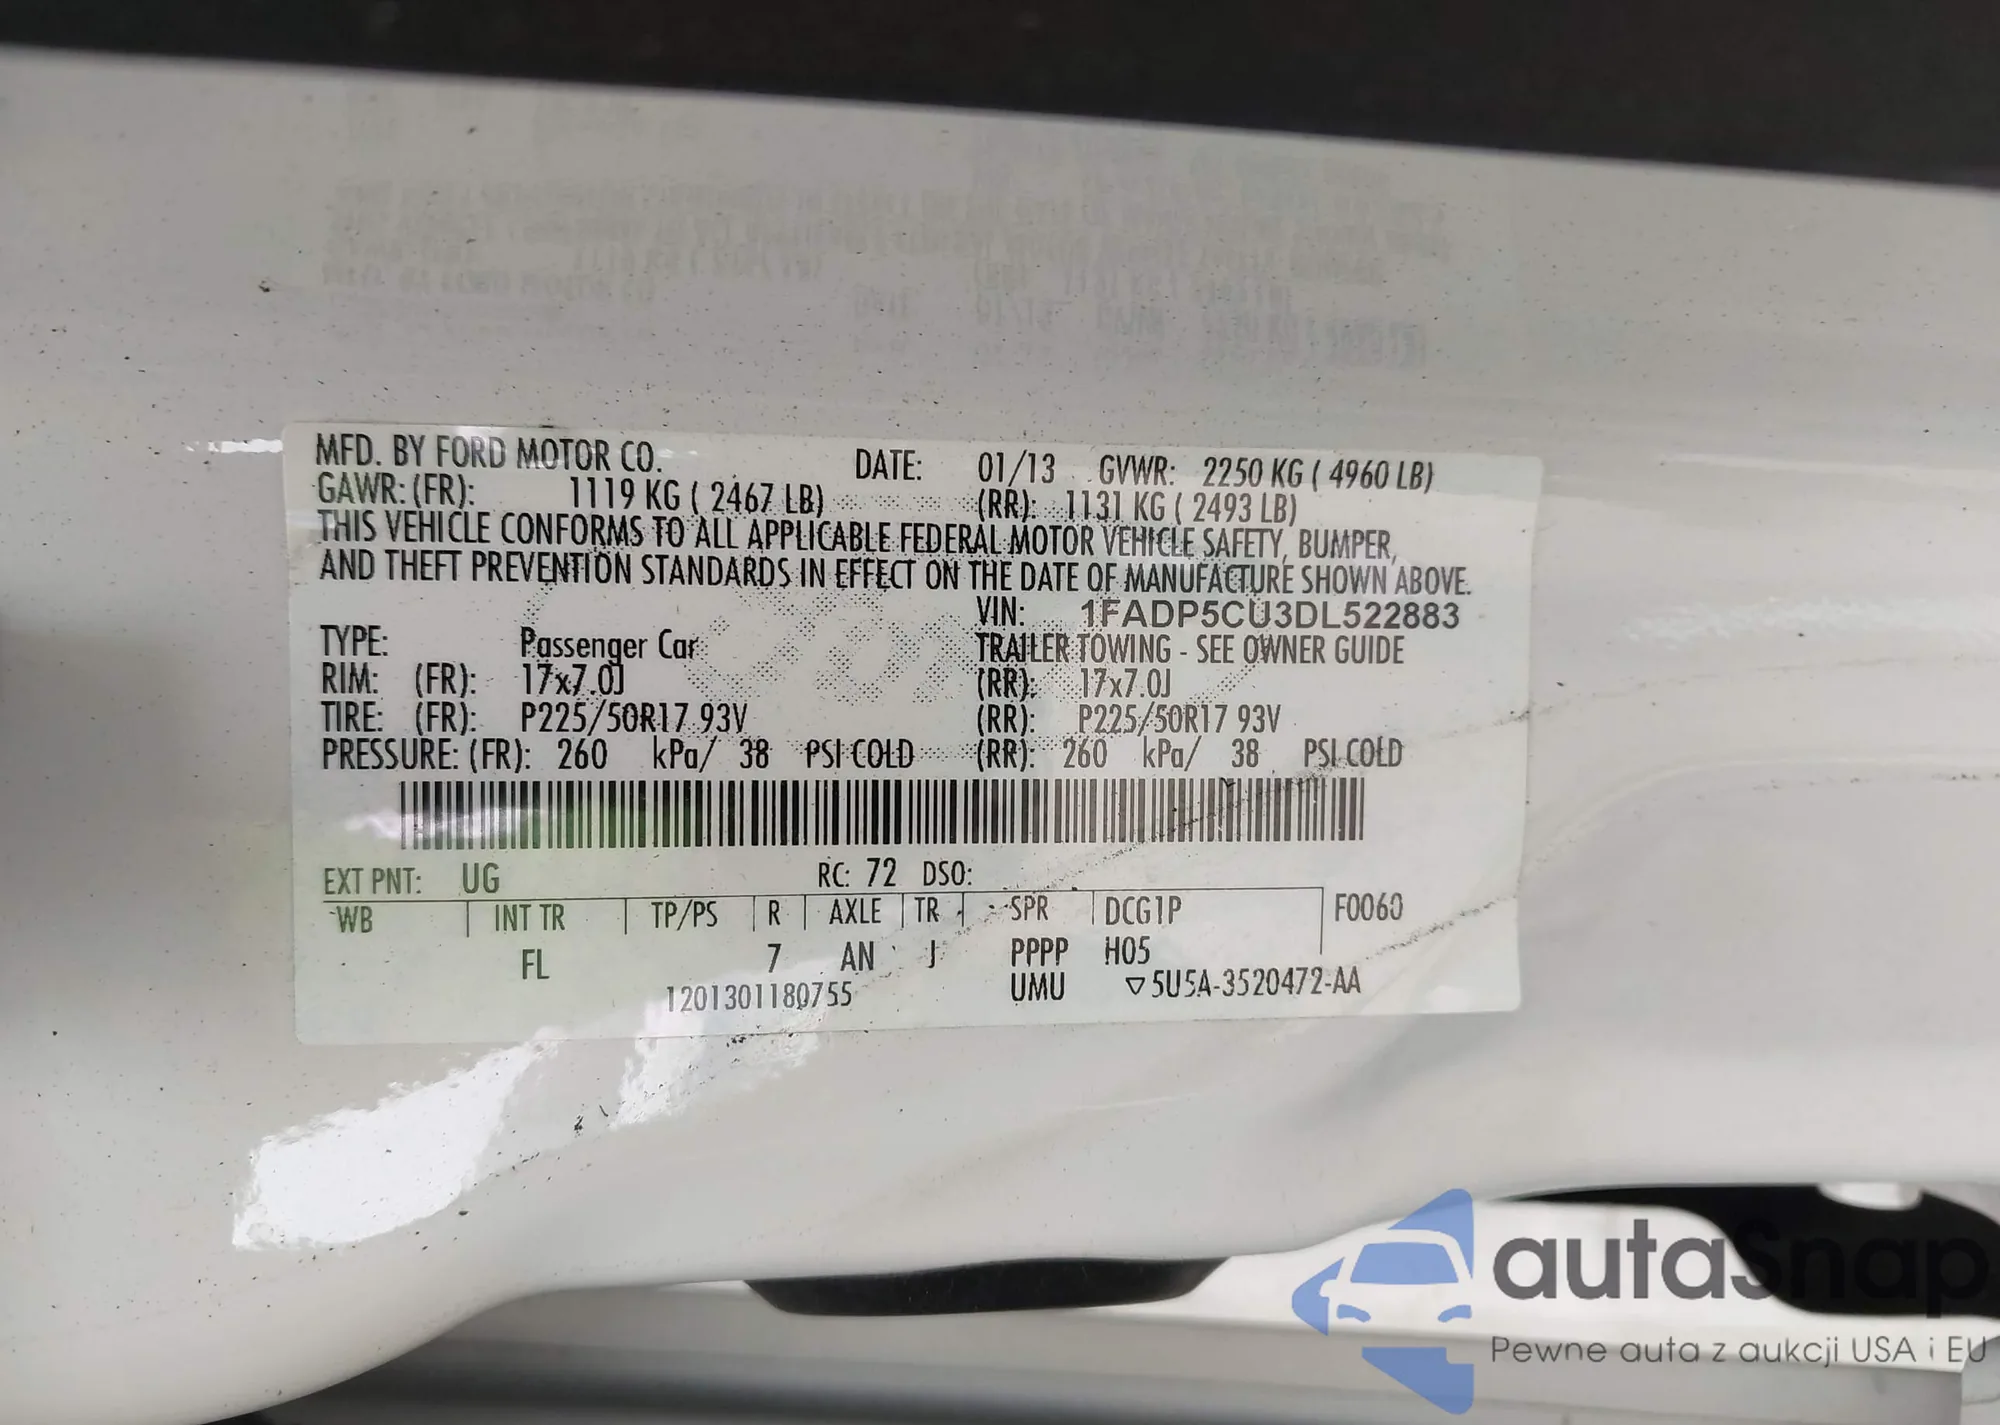 MFD. BY FORD MOTOR CO. DATE: 01/13 GVWR: 2250 KG ( 4960 LB)
GAWR: (FR): 1119 KG ( 2467 LB) (RR): 1131 KG ( 2493 LB)
THIS VEHICLE CONFORMS TO ALL APPLICABLE FEDERAL MOTOR VEHICLE SAFETY, BUMPER,
AND THEFT PREVENTION STANDARDS IN EFFECT ON THE DATE OF MANUFACTURE SHOWN ABOVE.
VIN: 1FADP5CU3DL522883
TYPE: Passenger Car TRAILER TOWING - SEE OWNER GUIDE
RIM: (FR): 17x7.0J (RR): 17x7.0J
TIRE: (FR): P225/50R17 93V (RR): P225/50R17 93V
PRESSURE: (FR): 260 kPa/ 38 PSI COLD (RR): 260 kPa/ 38 PSI COLD
EXT PNT: UG RC: 72 DSO:
WB INT TR TP/PS R AXLE TR SPR DCG1P F0060
FL 7 AN J PPPP H05
1201301180755 UMU ▽5U5A-3520472-AA
autaSnap
Pewne auta z aukcji USA i EU